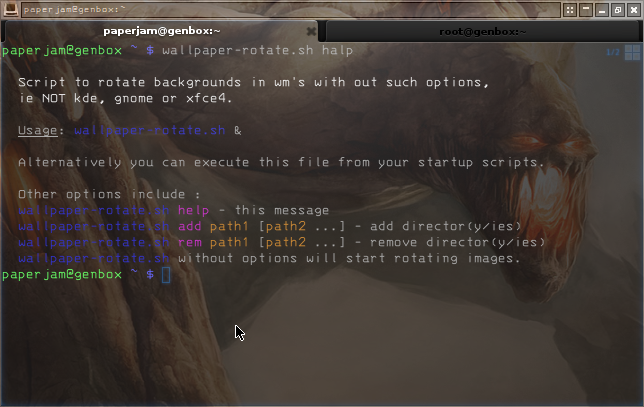 paperjam@genbox:~
paperjam@genbox:~
root@genbox:~
paperjam@genbox ~ $ wallpaper-rotate.sh halp
1/2
Script to rotate backgrounds in wm's with out such options,
ie NOT kde, gnome or xfce4.
Usage: wallpaper-rotate.sh &
Alternatively you can execute this file from your startup scripts.
Other options include :
wallpaper-rotate.sh help - this message
wallpaper-rotate.sh add path1 [path2 ...] - add director(y/ies)
wallpaper-rotate.sh rem path1 [path2 ...] - remove director(y/ies)
wallpaper-rotate.sh without options will start rotating images.
paperjam@genbox ~ $